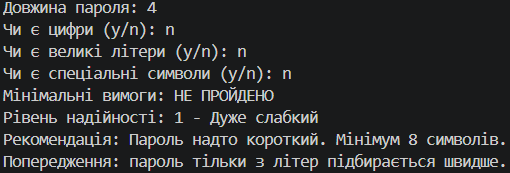 Довжина пароля: 4
Чи є цифри (y/n): n
Чи є великі літери (y/n): n
Чи є спеціальні символи (y/n): n
Мінімальні вимоги: НЕ ПРОЙДЕНО
Рівень надійності: 1 - Дуже слабкий
Рекомендація: Пароль надто короткий. Мінімум 8 символів.
Попередження: пароль тільки з літер підбирається швидше.